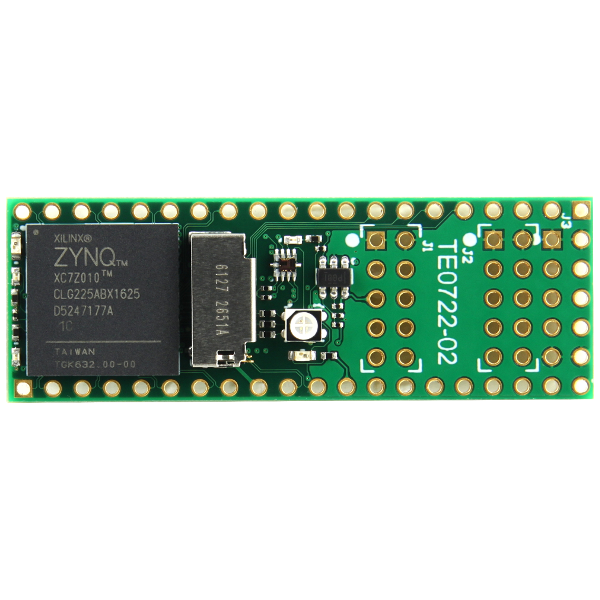 XILINX®
ZYNQ™
XC7Z010™
CLG225ABX1625
D5247177A
1C
TAIWAN
TGK632.00-00
6127 2651A
J1
TE0722-02
J2
J3